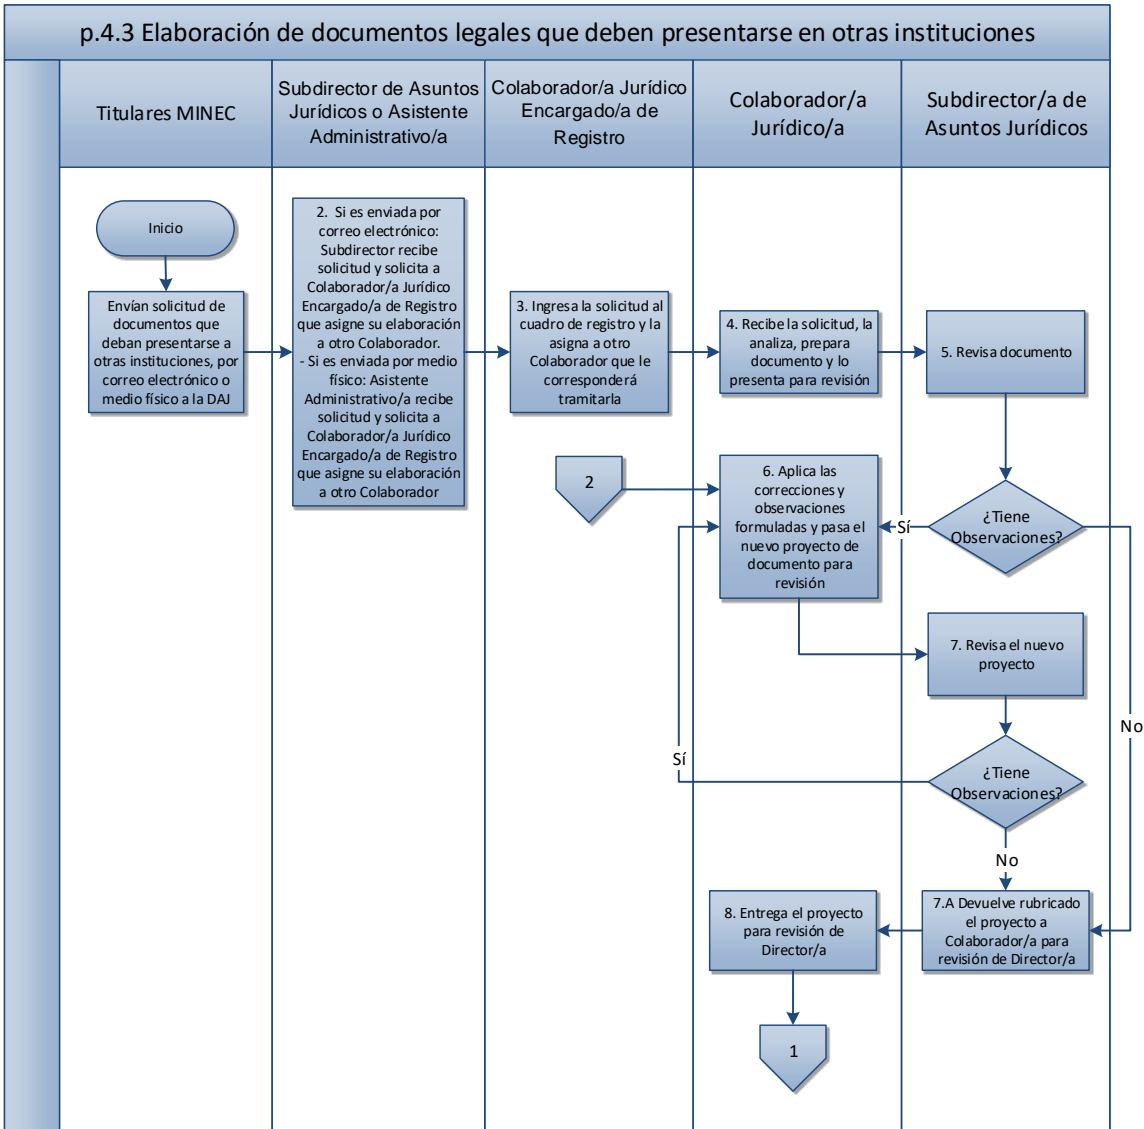 p.4.3 Elaboración de documentos legales que deben presentarse en otras instituciones
Titulares MINEC
Subdirector de Asuntos
Jurídicos o Asistente
Administrativo/a
Colaborador/a Jurídico
Encargado/a de
Registro
Colaborador/a
Jurídico/a
Subdirector/a de
Asuntos Jurídicos
Inicio
Envían solicitud de
documentos que
deban presentarse a
otras instituciones, por
correo electrónico o
medio físico a la DAJ
2. Si es enviada por
correo electrónico:
Subdirector recibe
solicitud y solicita a
Colaborador/a Jurídico
Encargado/a de Registro
que asigne su elaboración
a otro Colaborador.
- Si es enviada por medio
físico: Asistente
Administrativo/a recibe
solicitud y solicita a
Colaborador/a Jurídico
Encargado/a de Registro
que asigne su elaboración
a otro Colaborador
3. Ingresa la solicitud al
cuadro de registro y la
asigna a otro
Colaborador que le
corresponderá
tramitarla
4. Recibe la solicitud, la
analiza, prepara
documento y lo
presenta para revisión
5. Revisa documento
2
6. Aplica las
correcciones y
observaciones
formuladas y pasa el
nuevo proyecto de
documento para
revisión
Sí
¿Tiene
Observaciones?
7. Revisa el nuevo
proyecto
No
Sí
¿Tiene
Observaciones?
No
8. Entrega el proyecto
para revisión de
Director/a
7.A Devuelve rubricado
el proyecto a
Colaborador/a para
revisión de Director/a
1